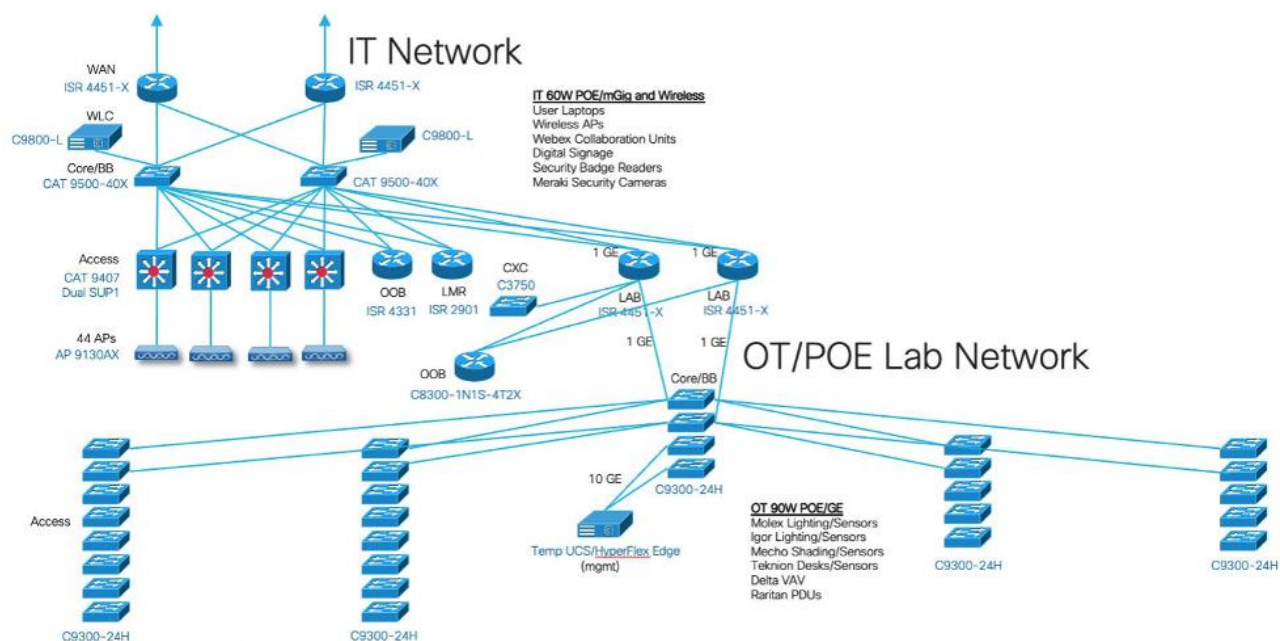 IT Network
WAN
ISR 4451-X
ISR 4451-X
WLC
C9800-L
C9800-L
Core/BB
CAT 9500-40X
CAT 9500-40X
IT 60W POE/mGig and Wireless
User Laptops
Wireless APs
Webex Collaboration Units
Digital Signage
Security Badge Readers
Meraki Security Cameras
Access
CAT 9407
Dual SUP1
OOB
ISR 4331
LMR
ISR 2901
CXC
C3750
1 GE
1 GE
LAB
ISR 4451-X
LAB
ISR 4451-X
44 APs
AP 9130AX
1 GE
1 GE
OOB
C8300-1N1S-4T2X
OT/POE Lab Network
Core/BB
10 GE
C9300-24H
Temp UCS/HyperFlex Edge
(mgmt)
OT 90W POE/GE
Molex Lighting/Sensors
Igor Lighting/Sensors
Mecho Shading/Sensors
Teknion Desks/Sensors
Delta VAV
Raritan PDUs
Access
C9300-24H
C9300-24H
C9300-24H
C9300-24H